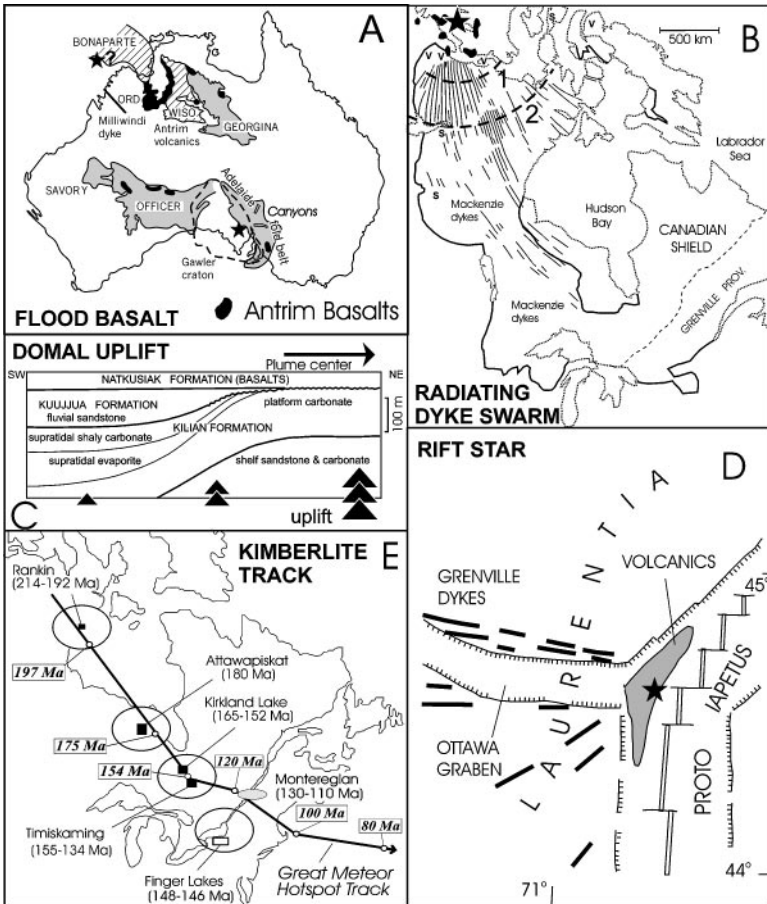 A
BONAPARTE
?
ORD
Milliwindi
dyke
WISO
Antrim
volcanics
GEORGINA
SAVORY
OFFICER
Adelaide
fold belt
Canyons
Gawler
craton
FLOOD BASALT
Antrim Basalts
B
500 km
S
S
V
V
V
V
1
2
S
S
Labrador
Sea
Mackenzie
dykes
Hudson
Bay
CANADIAN
SHIELD
Mackenzie
dykes
GRENVILLE PROV.
RADIATING
DYKE SWARM
DOMAL UPLIFT
Plume center
SW
NE
NATKUSIAK FORMATION (BASALTS)
KUUJJUA FORMATION
fluvial sandstone
platform carbonate
100 m
KILIAN FORMATION
supratidal shaly carbonate
supratidal evaporite
shelf sandstone & carbonate
C
uplift
RIFT STAR
D
LAURENTIA
VOLCANICS
GRENVILLE
DYKES
45°
IAPETUS
PROTO
OTTAWA
GRABEN
71°
44°
KIMBERLITE
TRACK
E
Rankin
(214-192 Ma)
197 Ma
Attawapiskat
(180 Ma)
Kirkland Lake
(165-152 Ma)
175 Ma
154 Ma
120 Ma
Monteregian
(130-110 Ma)
100 Ma
80 Ma
Timiskaming
(155-134 Ma)
Great Meteor
Hotspot Track
Finger Lakes
(148-146 Ma)